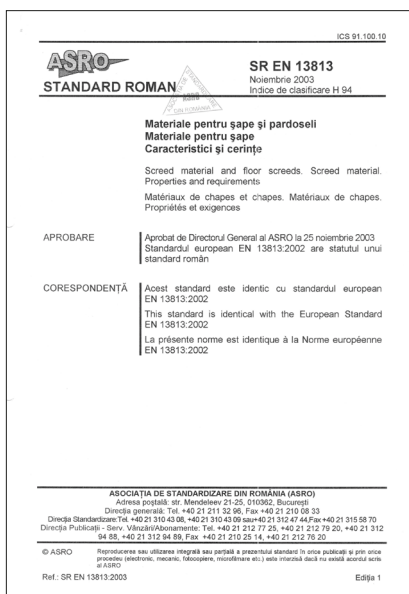 ICS 91.100.10
ASRO
STANDARD ROMAN
ASRO
DIN ROMÂNIA
SR EN 13813
Noiembrie 2003
Indice de clasificare H 94
Materiale pentru şape şi pardoseli
Materiale pentru şape
Caracteristici şi cerinţe
Screed material and floor screeds. Screed material.
Properties and requirements
Matériaux de chapes et chapes. Matériaux de chapes.
Propriétés et exigences
APROBARE
Aprobat de Directorul General al ASRO la 25 noiembrie 2003
Standardul european EN 13813:2002 are statutul unui
standard român
CORESPONDENŢĂ
Acest standard este identic cu standardul european
EN 13813:2002
This standard is identical with the European Standard
EN 13813:2002
La présente norme est identique à la Norme européenne
EN 13813:2002
ASOCIAŢIA DE STANDARDIZARE DIN ROMÂNIA (ASRO)
Adresa poştală: str. Mendeleev 21-25, 010362, Bucureşti
Direcţia generală: Tel. +40 21 211 32 96, Fax +40 21 210 08 33
Direcţia Standardizare:Tel. +40 21 310 43 08, +40 21 310 43 09 sau+40 21 312 47 44,Fax +40 21 315 58 70
Direcţia Publicaţii - Serv. Vânzări/Abonamente: Tel. +40 21 212 77 25, +40 21 212 79 20, +40 21 312
94 88, +40 21 312 94 89, Fax +40 21 210 25 14, +40 21 212 76 20
© ASRO
Reproducerea sau utilizarea integrală sau parţială a prezentului standard în orice publicaţii şi prin orice
procedeu (electronic, mecanic, fotocopiere, microfilmare etc.) este interzisă dacă nu există acordul scris
al ASRO
Ref.: SR EN 13813:2003
Ediţia 1